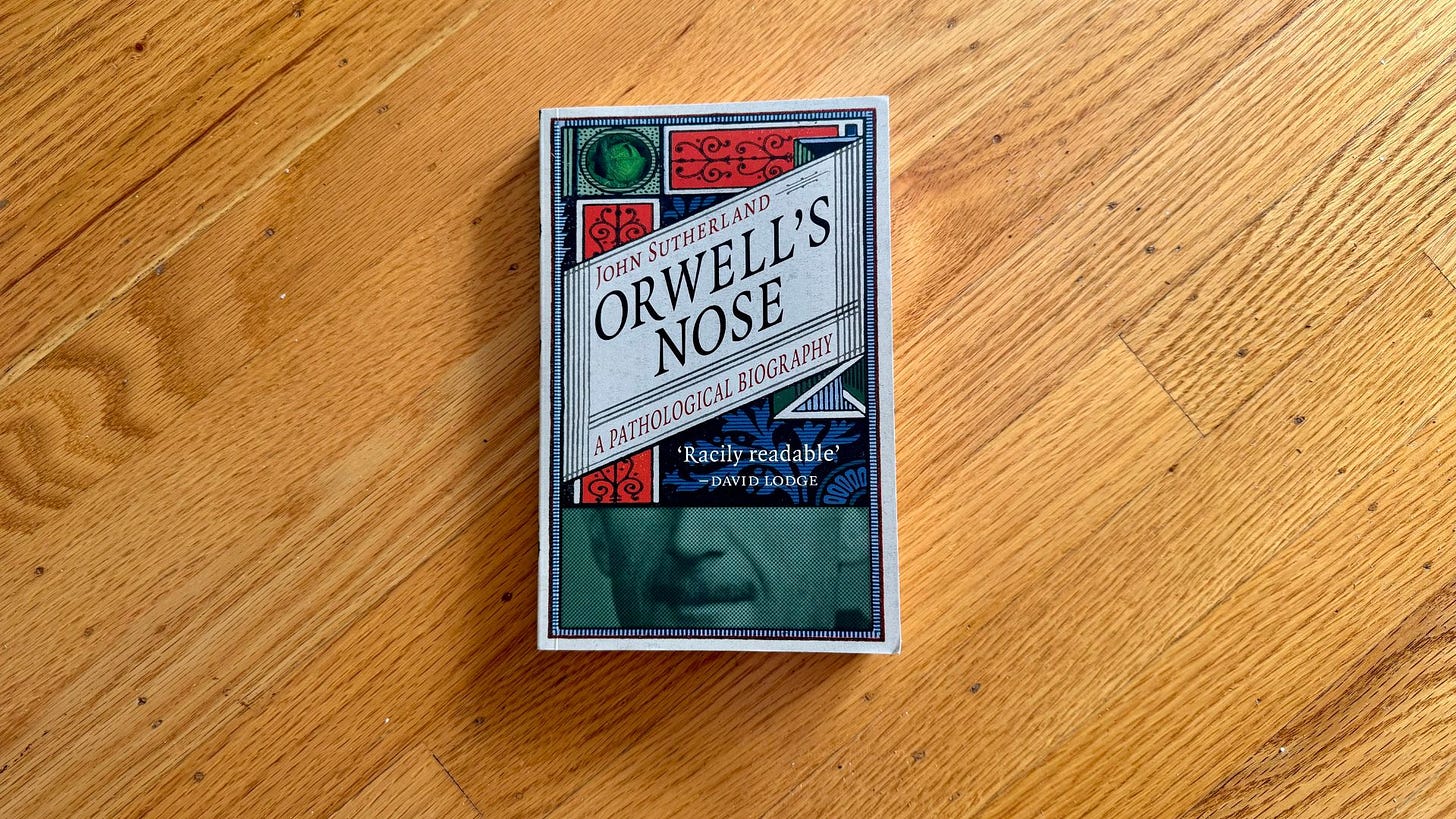 JOHN SUTHERLAND
ORWELL'S
NOSE
A PATHOLOGICAL BIOGRAPHY
‘Racily readable’
–DAVID LODGE